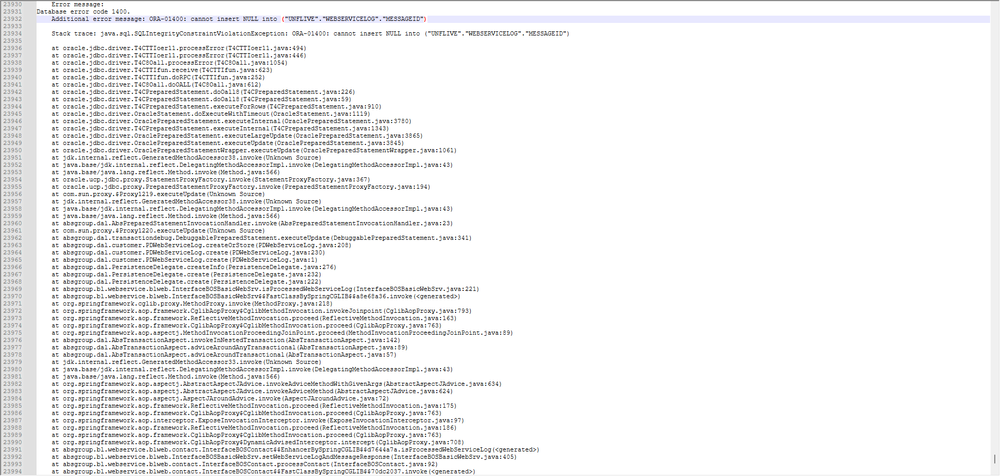 23930 Error message:
23931 Database error code 1400.
23932 Additional error message: ORA-01400: cannot insert NULL into ("UNFLIVE"."WEBSERVICELOG"."MESSAGEID")
23933
23934 Stack trace: java.sql.SQLIntegrityConstraintViolationException: ORA-01400: cannot insert NULL into ("UNFLIVE"."WEBSERVICELOG"."MESSAGEID")
23935
23936 at oracle.jdbc.driver.T4CTTIoer11.processError(T4CTTIoer11.java:494)
23937 at oracle.jdbc.driver.T4CTTIoer11.processError(T4CTTIoer11.java:446)
23938 at oracle.jdbc.driver.T4C8Oall.processError(T4C8Oall.java:1054)
23939 at oracle.jdbc.driver.T4CTTIfun.receive(T4CTTIfun.java:623)
23940 at oracle.jdbc.driver.T4CTTIfun.doRPC(T4CTTIfun.java:252)
23941 at oracle.jdbc.driver.T4C8Oall.doOALL(T4C8Oall.java:612)
23942 at oracle.jdbc.driver.T4CPreparedStatement.doOall8(T4CPreparedStatement.java:226)
23943 at oracle.jdbc.driver.T4CPreparedStatement.doOall8(T4CPreparedStatement.java:59)
23944 at oracle.jdbc.driver.T4CPreparedStatement.executeForRows(T4CPreparedStatement.java:910)
23945 at oracle.jdbc.driver.OracleStatement.doExecuteWithTimeout(OracleStatement.java:1119)
23946 at oracle.jdbc.driver.OraclePreparedStatement.executeInternal(OraclePreparedStatement.java:3780)
23947 at oracle.jdbc.driver.T4CPreparedStatement.executeInternal(T4CPreparedStatement.java:1343)
23948 at oracle.jdbc.driver.OraclePreparedStatement.executeLargeUpdate(OraclePreparedStatement.java:3865)
23949 at oracle.jdbc.driver.OraclePreparedStatement.executeUpdate(OraclePreparedStatement.java:3845)
23950 at oracle.jdbc.driver.OraclePreparedStatementWrapper.executeUpdate(OraclePreparedStatementWrapper.java:1061)
23951 at jdk.internal.reflect.GeneratedMethodAccessor38.invoke(Unknown Source)
23952 at java.base/jdk.internal.reflect.DelegatingMethodAccessorImpl.invoke(DelegatingMethodAccessorImpl.java:43)
23953 at java.base/java.lang.reflect.Method.invoke(Method.java:566)
23954 at oracle.ucp.jdbc.proxy.StatementProxyFactory.invoke(StatementProxyFactory.java:367)
23955 at oracle.ucp.jdbc.proxy.PreparedStatementProxyFactory.invoke(PreparedStatementProxyFactory.java:194)
23956 at com.sun.proxy.$Proxy1219.executeUpdate(Unknown Source)
23957 at jdk.internal.reflect.GeneratedMethodAccessor38.invoke(Unknown Source)
23958 at java.base/jdk.internal.reflect.DelegatingMethodAccessorImpl.invoke(DelegatingMethodAccessorImpl.java:43)
23959 at java.base/java.lang.reflect.Method.invoke(Method.java:566)
23960 at absgroup.dal.AbsPreparedStatementInvocationHandler.invoke(AbsPreparedStatementInvocationHandler.java:23)
23961 at com.sun.proxy.$Proxy1220.executeUpdate(Unknown Source)
23962 at absgroup.dal.transactiondebug.DebuggablePreparedStatement.executeUpdate(DebuggablePreparedStatement.java:341)
23963 at absgroup.dal.customer.PDWebServiceLog.createOrStore(PDWebServiceLog.java:208)
23964 at absgroup.dal.customer.PDWebServiceLog.create(PDWebServiceLog.java:230)
23965 at absgroup.dal.customer.PDWebServiceLog.create(PDWebServiceLog.java:1)
23966 at absgroup.dal.PersistenceDelegate.createInfo(PersistenceDelegate.java:276)
23967 at absgroup.dal.PersistenceDelegate.create(PersistenceDelegate.java:232)
23968 at absgroup.dal.PersistenceDelegate.create(PersistenceDelegate.java:222)
23969 at absgroup.bl.webservice.blweb.InterfaceBOSBasicWebSrv.isProcessedWebServiceLog(InterfaceBOSBasicWebSrv.java:221)
23970 at absgroup.bl.webservice.blweb.InterfaceBOSBasicWebSrv$$FastClassBySpringCGLIB$$a8e68a36.invoke(<generated>)
23971 at org.springframework.cglib.proxy.MethodProxy.invoke(MethodProxy.java:218)
23972 at org.springframework.aop.framework.CglibAopProxy$CglibMethodInvocation.invokeJoinpoint(CglibAopProxy.java:793)
23973 at org.springframework.aop.framework.ReflectiveMethodInvocation.proceed(ReflectiveMethodInvocation.java:163)
23974 at org.springframework.aop.framework.CglibAopProxy$CglibMethodInvocation.proceed(CglibAopProxy.java:763)
23975 at org.springframework.aop.aspectj.MethodInvocationProceedingJoinPoint.proceed(MethodInvocationProceedingJoinPoint.java:89)
23976 at absgroup.dal.AbsTransactionAspect.invokeInNestedTransaction(AbsTransactionAspect.java:142)
23977 at absgroup.dal.AbsTransactionAspect.adviceAroundAnyTransactional(AbsTransactionAspect.java:89)
23978 at absgroup.dal.AbsTransactionAspect.adviceAroundTransactional(AbsTransactionAspect.java:57)
23979 at jdk.internal.reflect.GeneratedMethodAccessor33.invoke(Unknown Source)
23980 at java.base/jdk.internal.reflect.DelegatingMethodAccessorImpl.invoke(DelegatingMethodAccessorImpl.java:43)
23981 at java.base/java.lang.reflect.Method.invoke(Method.java:566)
23982 at org.springframework.aop.aspectj.AbstractAspectJAdvice.invokeAdviceMethodWithGivenArgs(AbstractAspectJAdvice.java:634)
23983 at org.springframework.aop.aspectj.AbstractAspectJAdvice.invokeAdviceMethod(AbstractAspectJAdvice.java:624)
23984 at org.springframework.aop.aspectj.AspectJAroundAdvice.invoke(AspectJAroundAdvice.java:72)
23985 at org.springframework.aop.framework.ReflectiveMethodInvocation.proceed(ReflectiveMethodInvocation.java:175)
23986 at org.springframework.aop.framework.CglibAopProxy$CglibMethodInvocation.proceed(CglibAopProxy.java:763)
23987 at org.springframework.aop.interceptor.ExposeInvocationInterceptor.invoke(ExposeInvocationInterceptor.java:97)
23988 at org.springframework.aop.framework.ReflectiveMethodInvocation.proceed(ReflectiveMethodInvocation.java:186)
23989 at org.springframework.aop.framework.CglibAopProxy$CglibMethodInvocation.proceed(CglibAopProxy.java:763)
23990 at org.springframework.aop.framework.CglibAopProxy$DynamicAdvisedInterceptor.intercept(CglibAopProxy.java:708)
23991 at absgroup.bl.webservice.blweb.contact.InterfaceBOSContact$$EnhancerBySpringCGLIB$$d7644a7a.isProcessedWebServiceLog(<generated>)
23992 at absgroup.bl.webservice.blweb.InterfaceBOSBasicWebSrv.setWebServiceLogAndMessageResponse(InterfaceBOSBasicWebSrv.java:405)
23993 at absgroup.bl.webservice.blweb.contact.InterfaceBOSContact.processContact(InterfaceBOSContact.java:92)
23994 at absgroup.bl.webservice.blweb.contact.InterfaceBOSContact$$FastClassBySpringCGLIB$$70dc2037.invoke(<generated>)